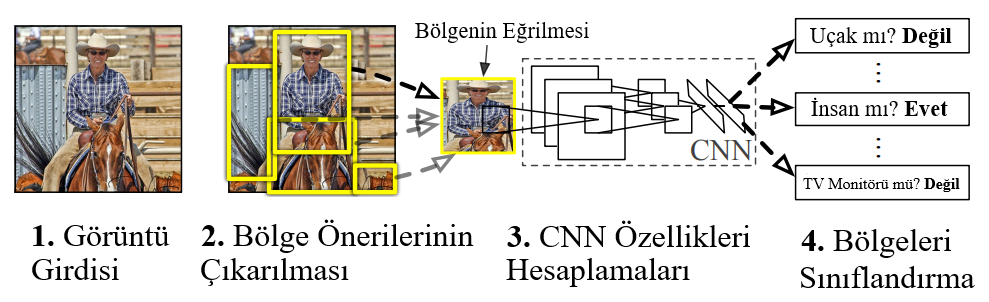 Bölgenin Eğrilmesi
CNN
Uçak mı? Değil
İnsan mı? Evet
TV Monitörü mü? Değil
1. Görüntü
Girdisi
2. Bölge Önerilerinin
Çıkarılması
3. CNN Özellikleri
Hesaplamaları
4. Bölgeleri
Sınıflandırma